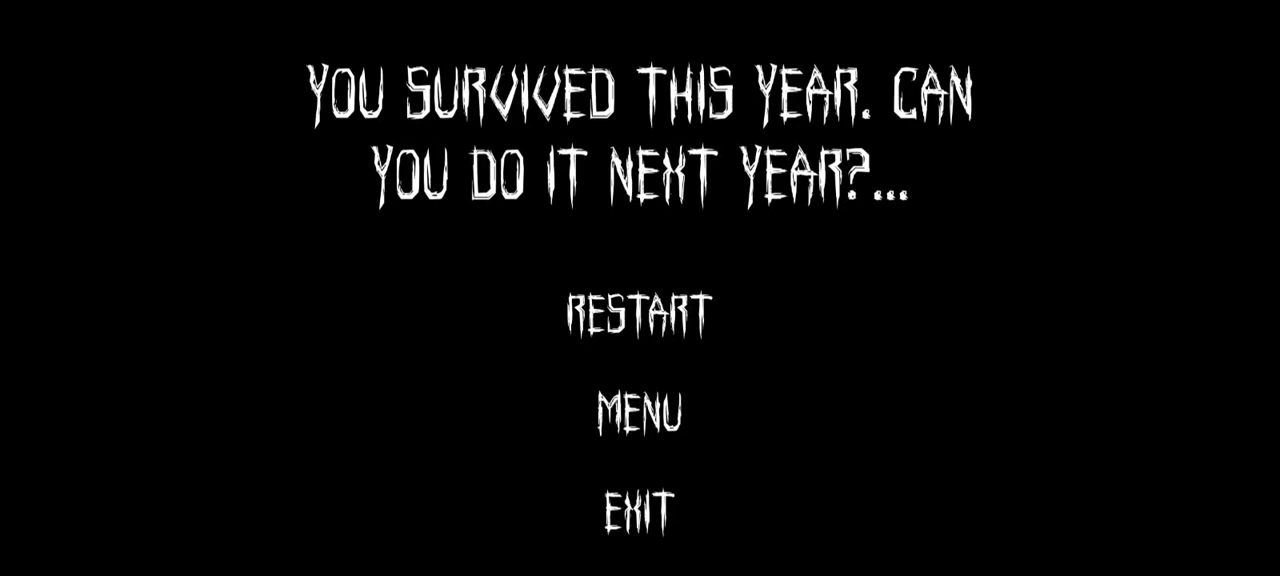 YOU SURVIVED THIS YEAR. CAN
YOU DO IT NEXT YEAR?...
RESTART
MENU
EXIT